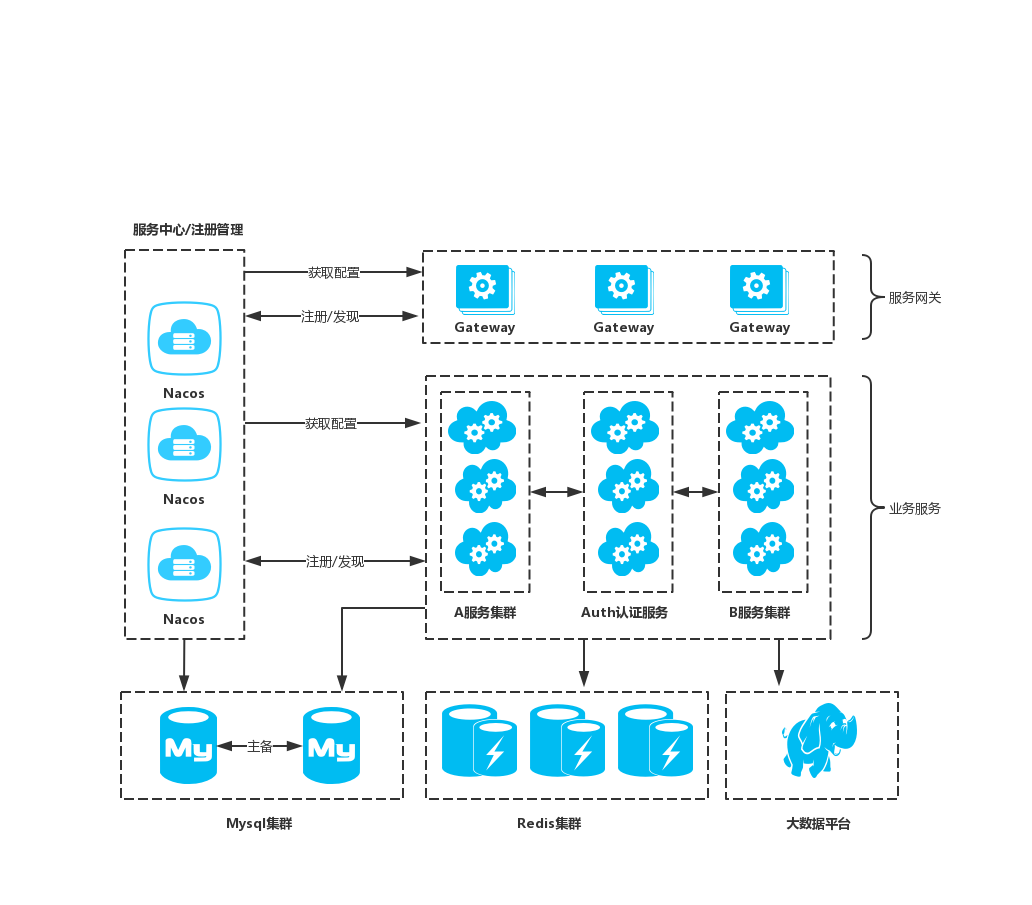 服务中心/注册管理
获取配置
注册/发现
Gateway
Gateway
Gateway
服务网关
Nacos
Nacos
Nacos
获取配置
注册/发现
A服务集群
Auth认证服务
B服务集群
业务服务
My
主备
My
Mysql集群
Redis集群
大数据平台